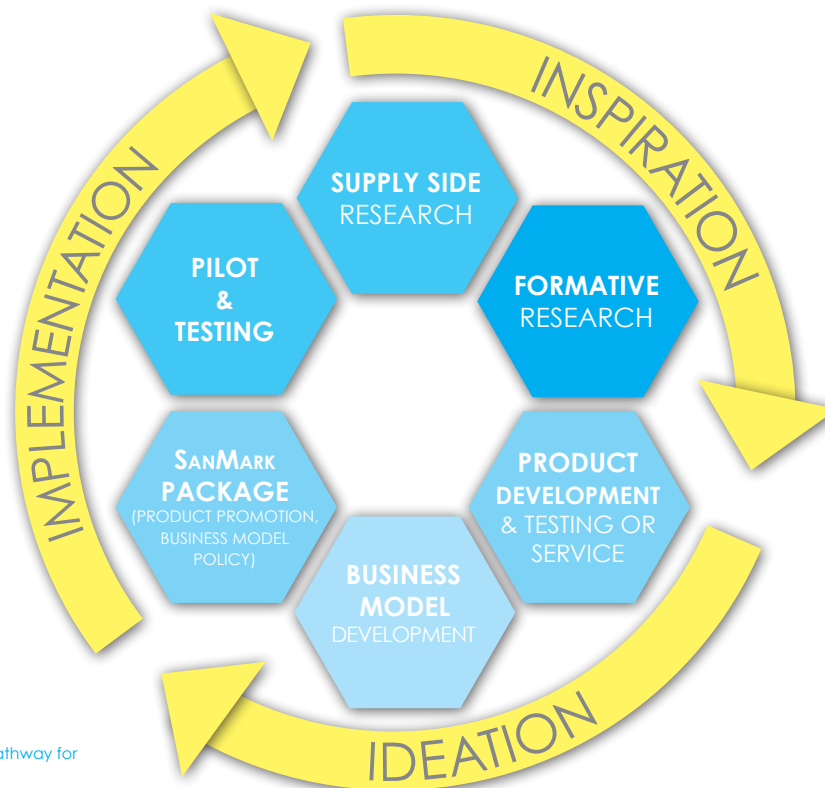 INSPIRATION
SUPPLY SIDE
RESEARCH
FORMATIVE
RESEARCH
PILOT
&
TESTING
IMPLEMENTATION
SANMARK
PACKAGE
(PRODUCT PROMOTION,
BUSINESS MODEL
POLICY)
PRODUCT
DEVELOPMENT
& TESTING OR
SERVICE
BUSINESS
MODEL
DEVELOPMENT
IDEATION
for